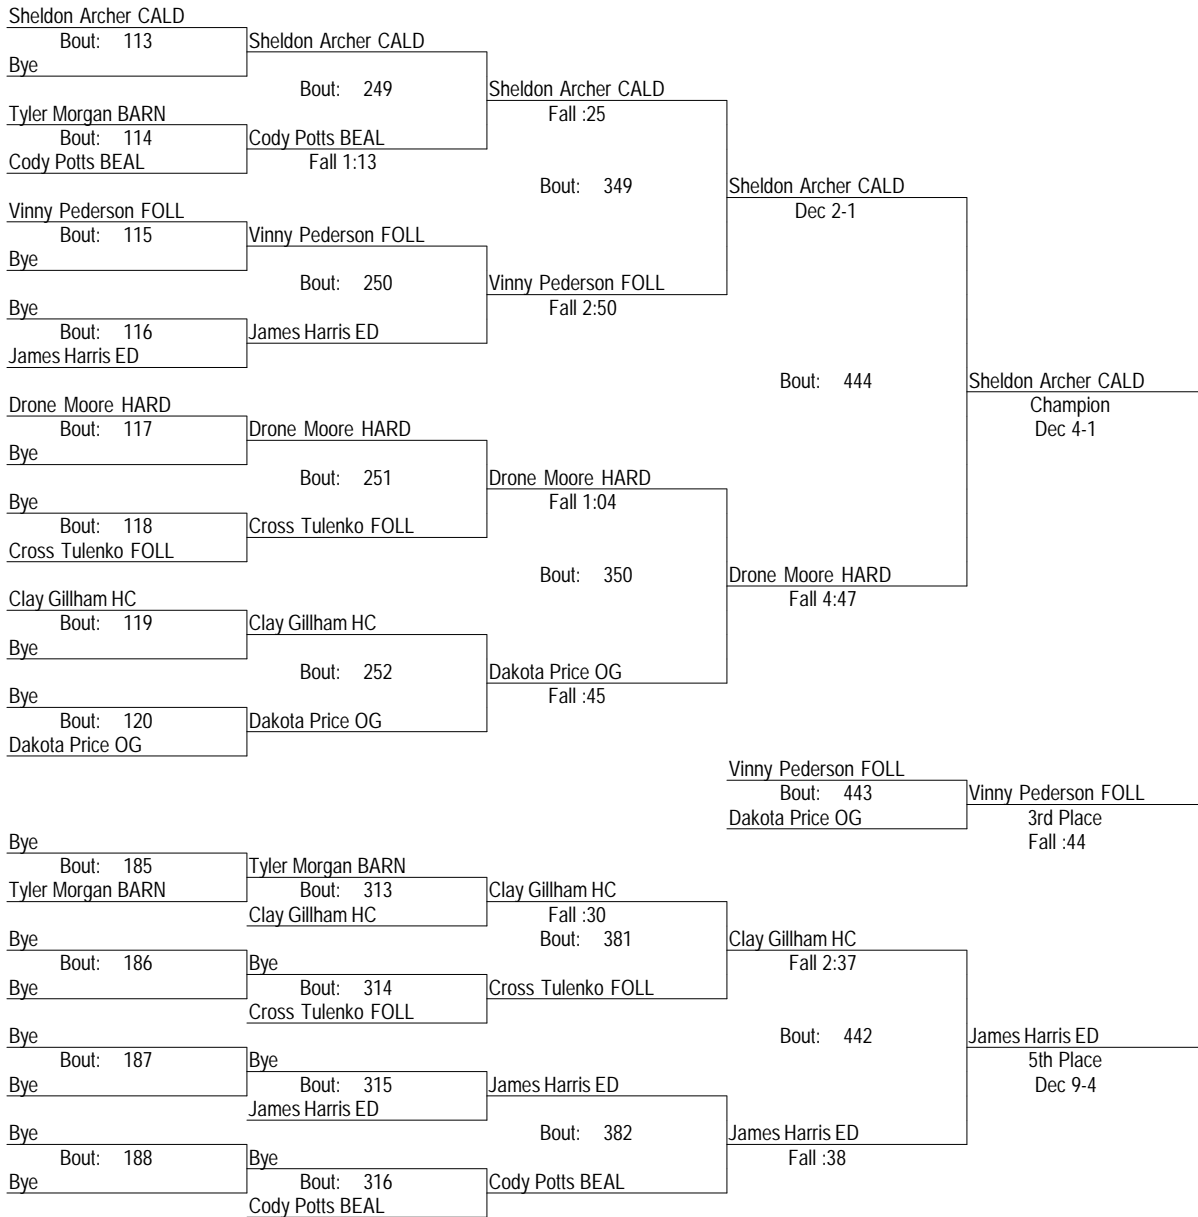 Sheldon Archer CALD
Bout: 113
Bye
Sheldon Archer CALD
Bout: 249
Tyler Morgan BARN
Bout: 114
Cody Potts BEAL
Cody Potts BEAL
Fall 1:13
Sheldon Archer CALD
Fall :25
Bout: 349
Vinny Pederson FOLL
Bout: 115
Bye
Vinny Pederson FOLL
Bout: 250
Bye
Bout: 116
James Harris ED
James Harris ED
Vinny Pederson FOLL
Fall 2:50
Sheldon Archer CALD
Dec 2-1
Bout: 444
Drone Moore HARD
Bout: 117
Bye
Drone Moore HARD
Bout: 251
Bye
Bout: 118
Cross Tulenko FOLL
Cross Tulenko FOLL
Drone Moore HARD
Fall 1:04
Bout: 350
Clay Gillham HC
Bout: 119
Bye
Clay Gillham HC
Bout: 252
Bye
Bout: 120
Dakota Price OG
Dakota Price OG
Dakota Price OG
Fall :45
Drone Moore HARD
Fall 4:47
Sheldon Archer CALD
Champion
Dec 4-1
Vinny Pederson FOLL
Bout: 443
Dakota Price OG
Vinny Pederson FOLL
3rd Place
Fall :44
Bye
Bout: 185
Tyler Morgan BARN
Tyler Morgan BARN
Bout: 313
Clay Gillham HC
Clay Gillham HC
Fall :30
Bout: 381
Bye
Bout: 186
Bye
Bye
Bout: 314
Cross Tulenko FOLL
Cross Tulenko FOLL
Clay Gillham HC
Fall 2:37
Bout: 442
Bye
Bout: 187
Bye
Bye
Bout: 315
James Harris ED
James Harris ED
Bout: 382
Bye
Bout: 188
Bye
Bye
Bout: 316
Cody Potts BEAL
Cody Potts BEAL
James Harris ED
Fall :38
James Harris ED
5th Place
Dec 9-4